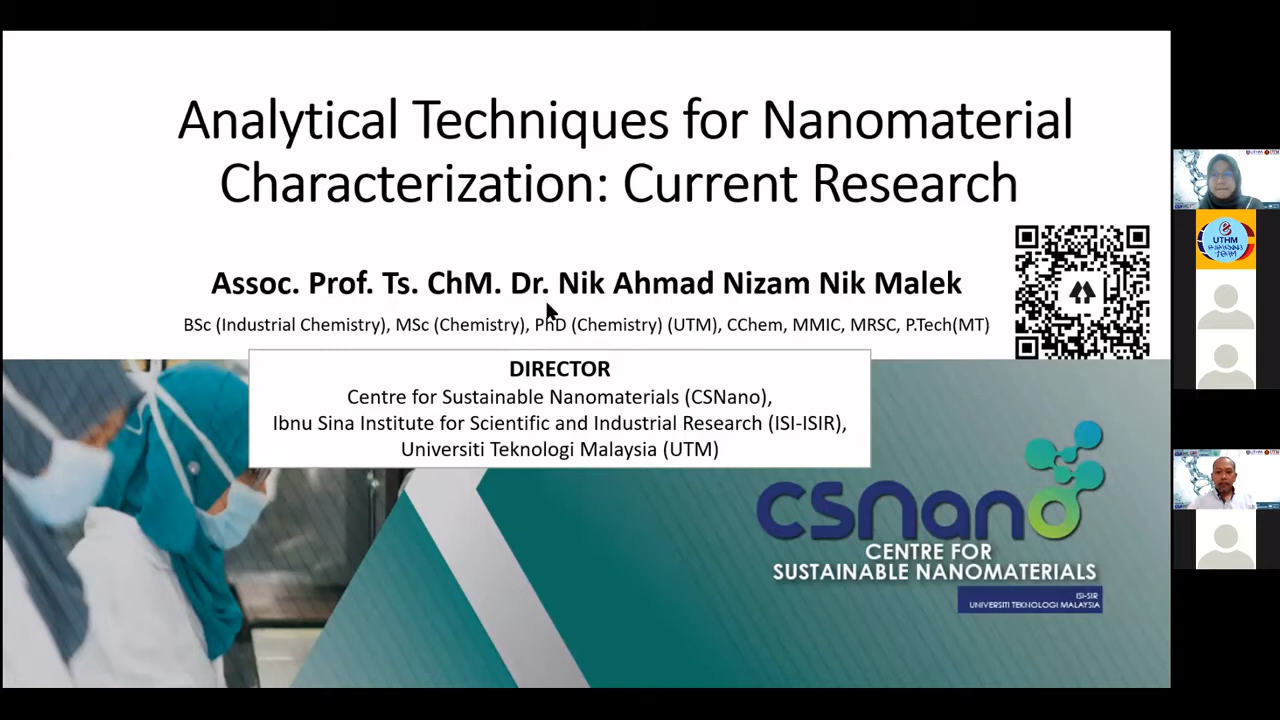 Analytical Techniques for Nanomaterial
Characterization: Current Research
Assoc. Prof. Ts. ChM. Dr. Nik Ahmad Nizam Nik Malek
BSc (Industrial Chemistry), MSc (Chemistry), PhD (Chemistry) (UTM), CChem, MMIC, MRSC, P.Tech(MT)
DIRECTOR
Centre for Sustainable Nanomaterials (CSNano),
Ibnu Sina Institute for Scientific and Industrial Research (ISI-ISIR),
Universiti Teknologi Malaysia (UTM)
CSNano
CENTRE FOR
SUSTAINABLE NANOMATERIALS
ISI-SIR
UNIVERSITI TEKNOLOGI MALAYSIA
UTHM